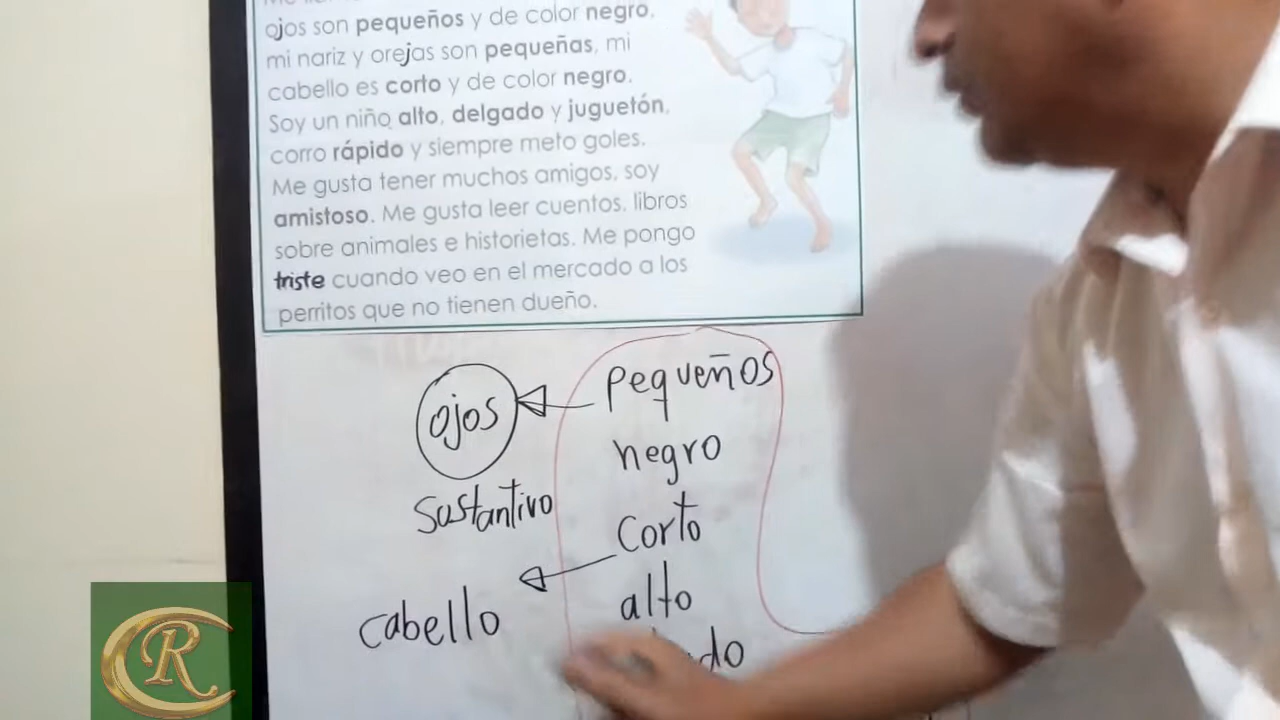 ojos son pequeños y de color negro,
mi nariz y orejas son pequeñas, mi
cabello es corto y de color negro.
Soy un niño alto, delgado y juguetón,
corro rápido y siempre meto goles.
Me gusta tener muchos amigos, soy
amistoso. Me gusta leer cuentos. libros
sobre animales e historietas. Me pongo
triste cuando veo en el mercado a los
perritos que no tienen dueño.
ojos
pequeños
negro
sustantivo
corto
cabello
alto
CR